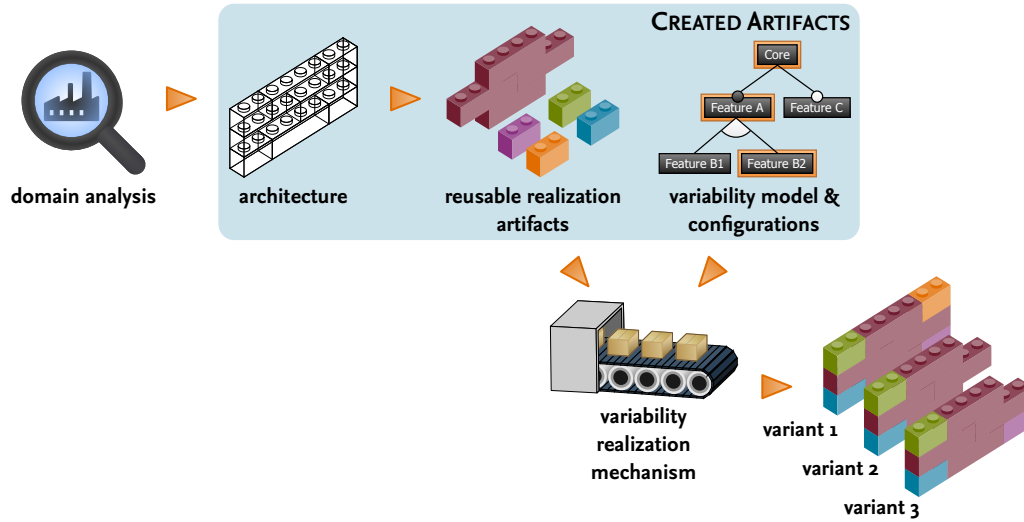 CREATED ARTIFACTS
Core
Feature A
Feature C
Feature B1
Feature B2
domain analysis
architecture
reusable realization
artifacts
variability model &
configurations
variability
realization
mechanism
variant 1
variant 2
variant 3